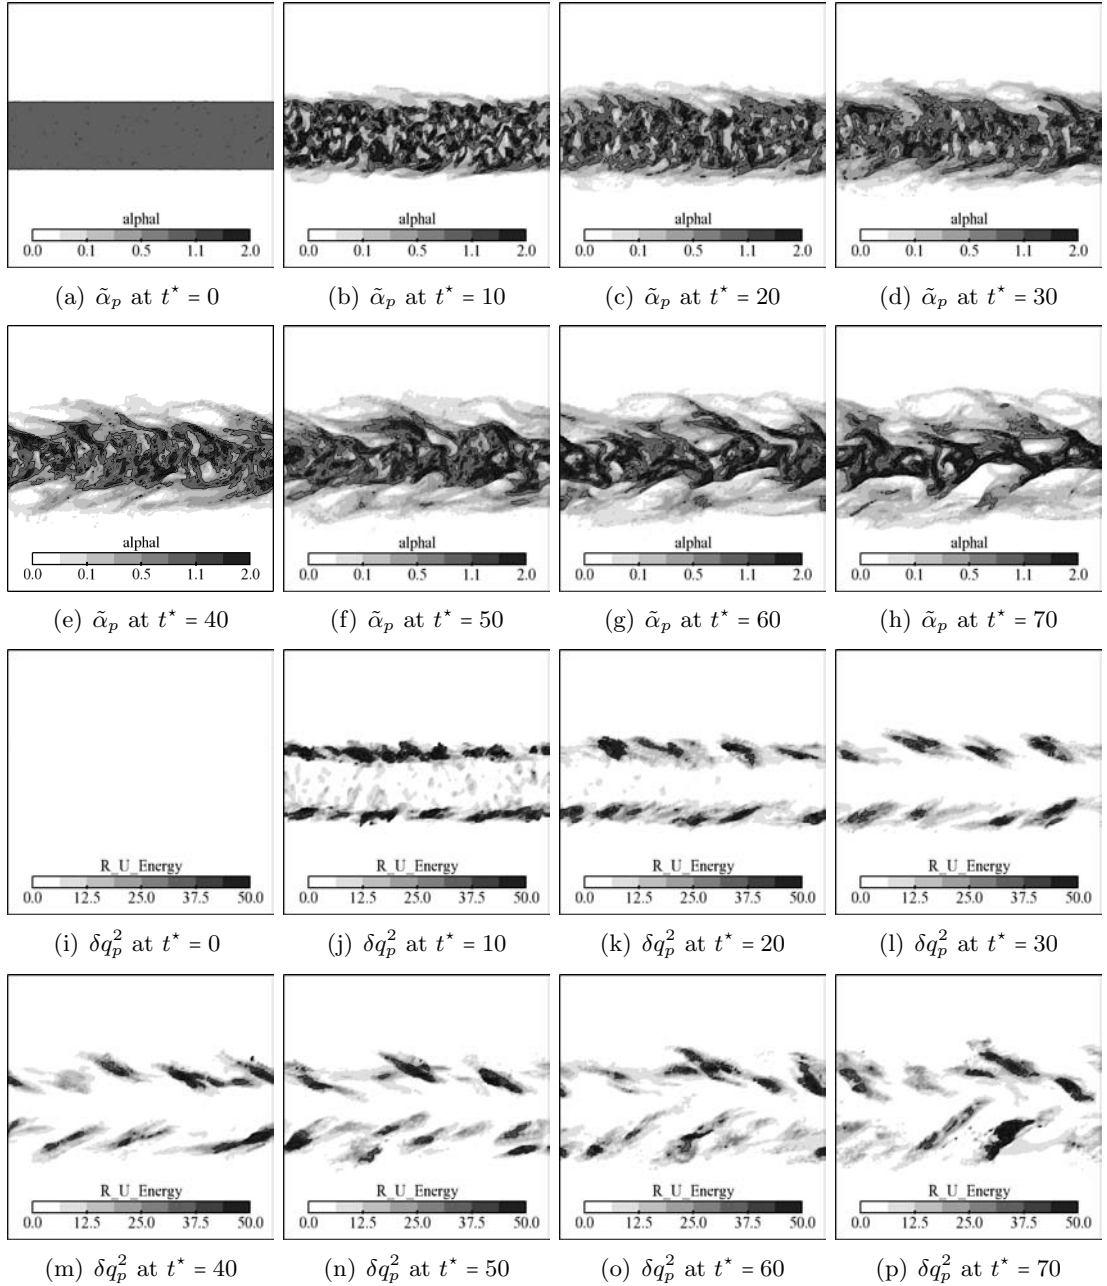 alphal alphal alphal alphal
0.0 0.1 0.5 1.1 2.0 0.0 0.1 0.5 1.1 2.0 0.0 0.1 0.5 1.1 2.0 0.0 0.1 0.5 1.1 2.0
(a) α̃ₚ at t⋆ = 0 (b) α̃ₚ at t⋆ = 10 (c) α̃ₚ at t⋆ = 20 (d) α̃ₚ at t⋆ = 30
alphal alphal alphal alphal
0.0 0.1 0.5 1.1 2.0 0.0 0.1 0.5 1.1 2.0 0.0 0.1 0.5 1.1 2.0 0.0 0.1 0.5 1.1 2.0
(e) α̃ₚ at t⋆ = 40 (f) α̃ₚ at t⋆ = 50 (g) α̃ₚ at t⋆ = 60 (h) α̃ₚ at t⋆ = 70
R_U_Energy R_U_Energy R_U_Energy R_U_Energy
0.0 12.5 25.0 37.5 50.0 0.0 12.5 25.0 37.5 50.0 0.0 12.5 25.0 37.5 50.0 0.0 12.5 25.0 37.5 50.0
(i) δq²ₚ at t⋆ = 0 (j) δq²ₚ at t⋆ = 10 (k) δq²ₚ at t⋆ = 20 (l) δq²ₚ at t⋆ = 30
R_U_Energy R_U_Energy R_U_Energy R_U_Energy
0.0 12.5 25.0 37.5 50.0 0.0 12.5 25.0 37.5 50.0 0.0 12.5 25.0 37.5 50.0 0.0 12.5 25.0 37.5 50.0
(m) δq²ₚ at t⋆ = 40 (n) δq²ₚ at t⋆ = 50 (o) δq²ₚ at t⋆ = 60 (p) δq²ₚ at t⋆ = 70